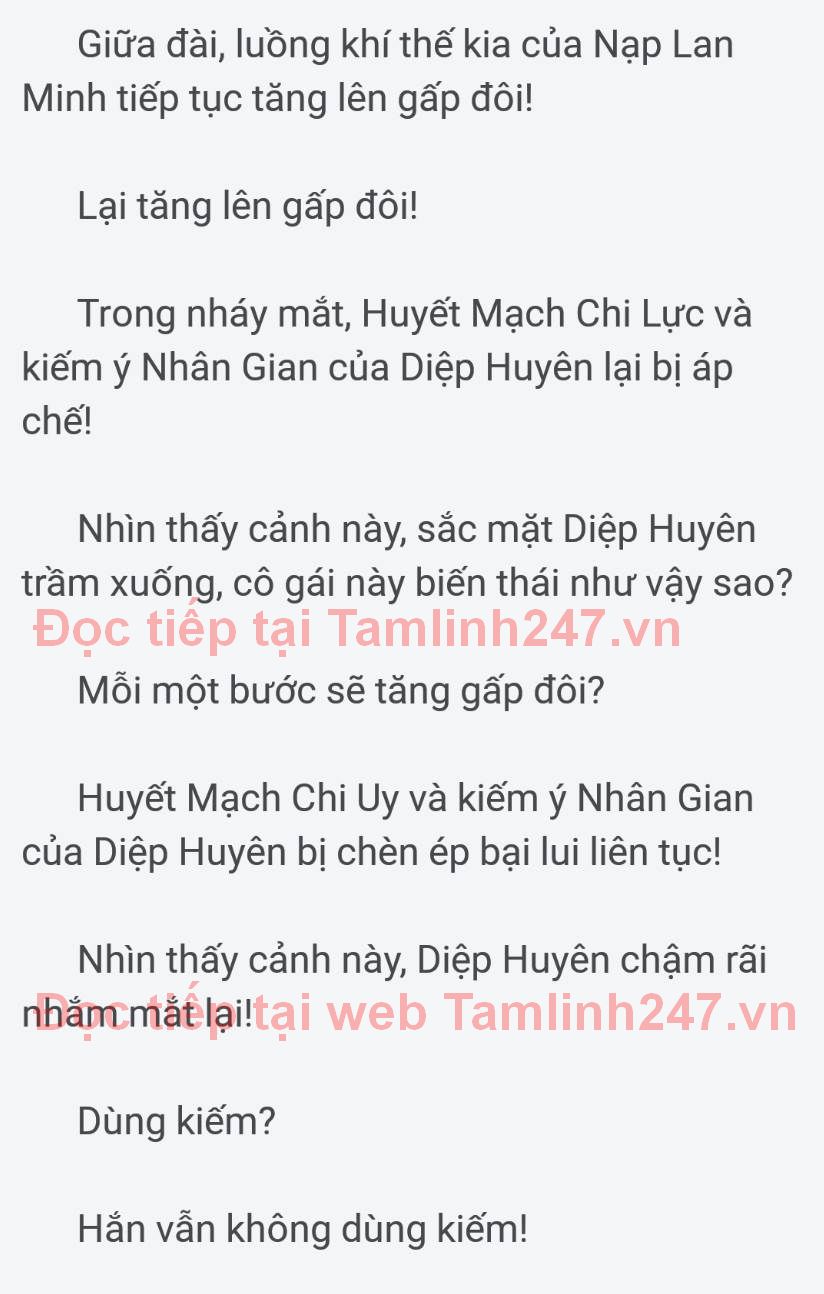 Giữa đài, luồng khí thế kia của Nạp Lan
Minh tiếp tục tăng lên gấp đôi!
Lại tăng lên gấp đôi!
Trong nháy mắt, Huyết Mạch Chi Lực và
kiếm ý Nhân Gian của Diệp Huyên lại bị áp
chế!
Nhìn thấy cảnh này, sắc mặt Diệp Huyên
trầm xuống, cô gái này biến thái như vậy sao?
Đọc tiếp tại Tamlinh247.vn
Mỗi một bước sẽ tăng gấp đôi?
Huyết Mạch Chi Uy và kiếm ý Nhân Gian
của Diệp Huyên bị chèn ép bại lui liên tục!
Nhìn thấy cảnh này, Diệp Huyên chậm rãi
nhắm mắt lại!
Đọc tiếp tại web Tamlinh247.vn
Dùng kiếm?
Hắn vẫn không dùng kiếm!